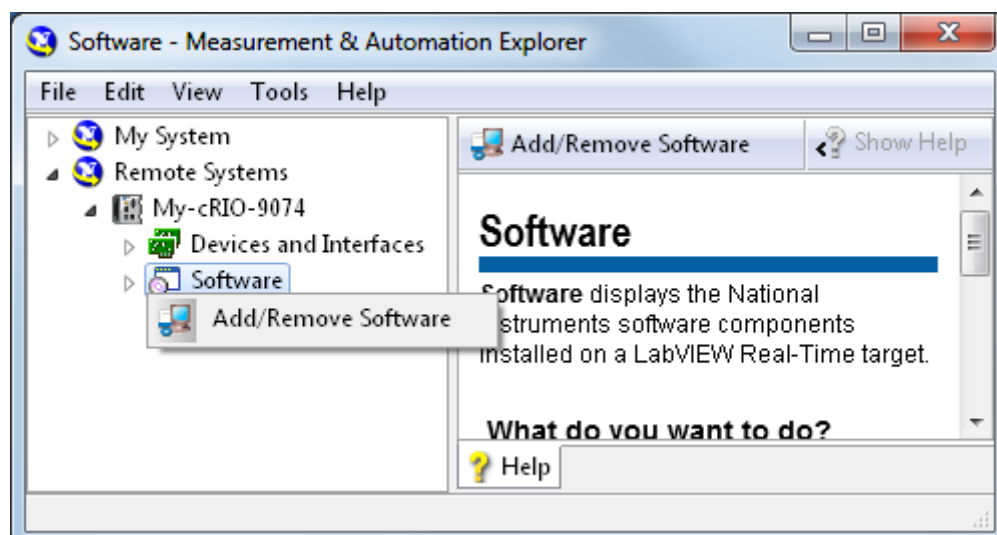 Software - Measurement & Automation Explorer
File Edit View Tools Help
My System
Remote Systems
My-cRIO-9074
Devices and Interfaces
Software
Add/Remove Software
Add/Remove Software
Show Help
Software
Software displays the National
Instruments software components
installed on a LabVIEW Real-Time target.
What do you want to do?
Help